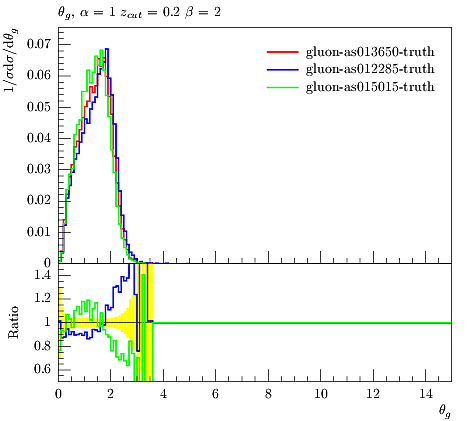 θg, α = 1 zcut = 0.2 β = 2
1/σdσ/dθg
0.07
0.06
0.05
0.04
0.03
0.02
0.01
0
gluon-as013650-truth
gluon-as012285-truth
gluon-as015015-truth
Ratio
1.4
1.2
1
0.8
0.6
0 2 4 6 8 10 12 14
θg